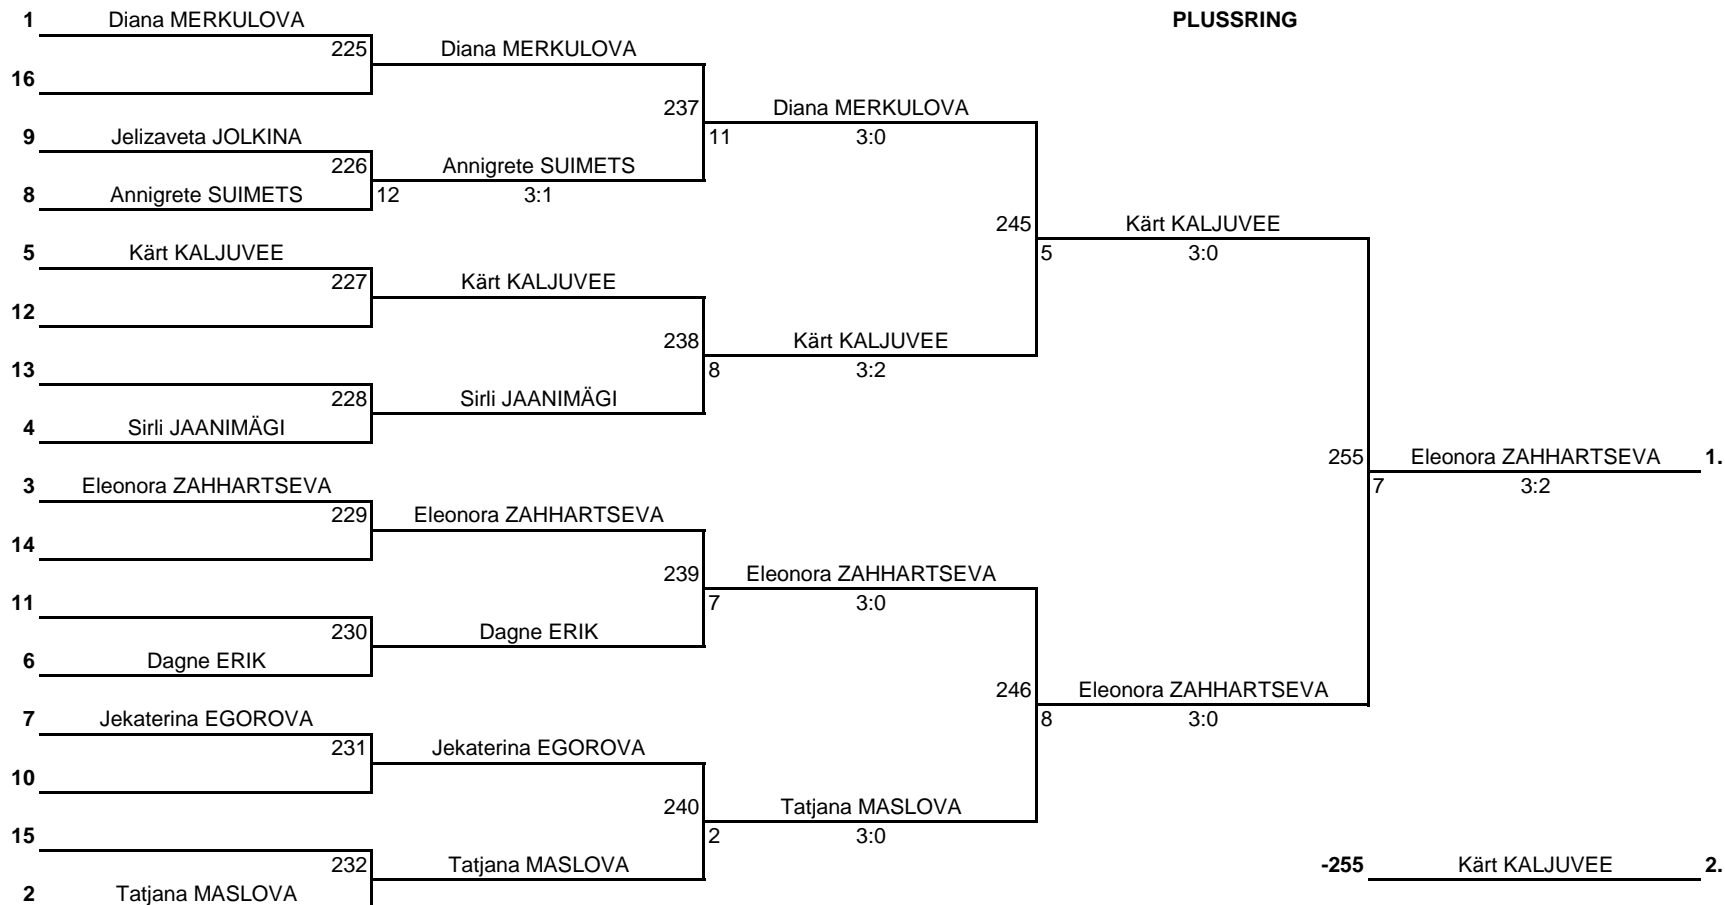 1 Diana MERKULOVA PLUSSRING
225 Diana MERKULOVA
16
237 Diana MERKULOVA
9 Jelizaveta JOLKINA 11 3:0
226 Annigrete SUIMETS
8 Annigrete SUIMETS 12 3:1
245 Kärt KALJUVEE
5 Kärt KALJUVEE 5 3:0
227 Kärt KALJUVEE
12
238 Kärt KALJUVEE
13 8 3:2
228 Sirli JAANIMÄGI
4 Sirli JAANIMÄGI
255 Eleonora ZAHHARTSEVA 1.
3 Eleonora ZAHHARTSEVA 7 3:2
229 Eleonora ZAHHARTSEVA
14
239 Eleonora ZAHHARTSEVA
11 7 3:0
230 Dagne ERIK
6 Dagne ERIK
246 Eleonora ZAHHARTSEVA
7 Jekaterina EGOROVA 8 3:0
231 Jekaterina EGOROVA
10
240 Tatjana MASLOVA
15 2 3:0
232 Tatjana MASLOVA -255 Kärt KALJUVEE 2.
2 Tatjana MASLOVA